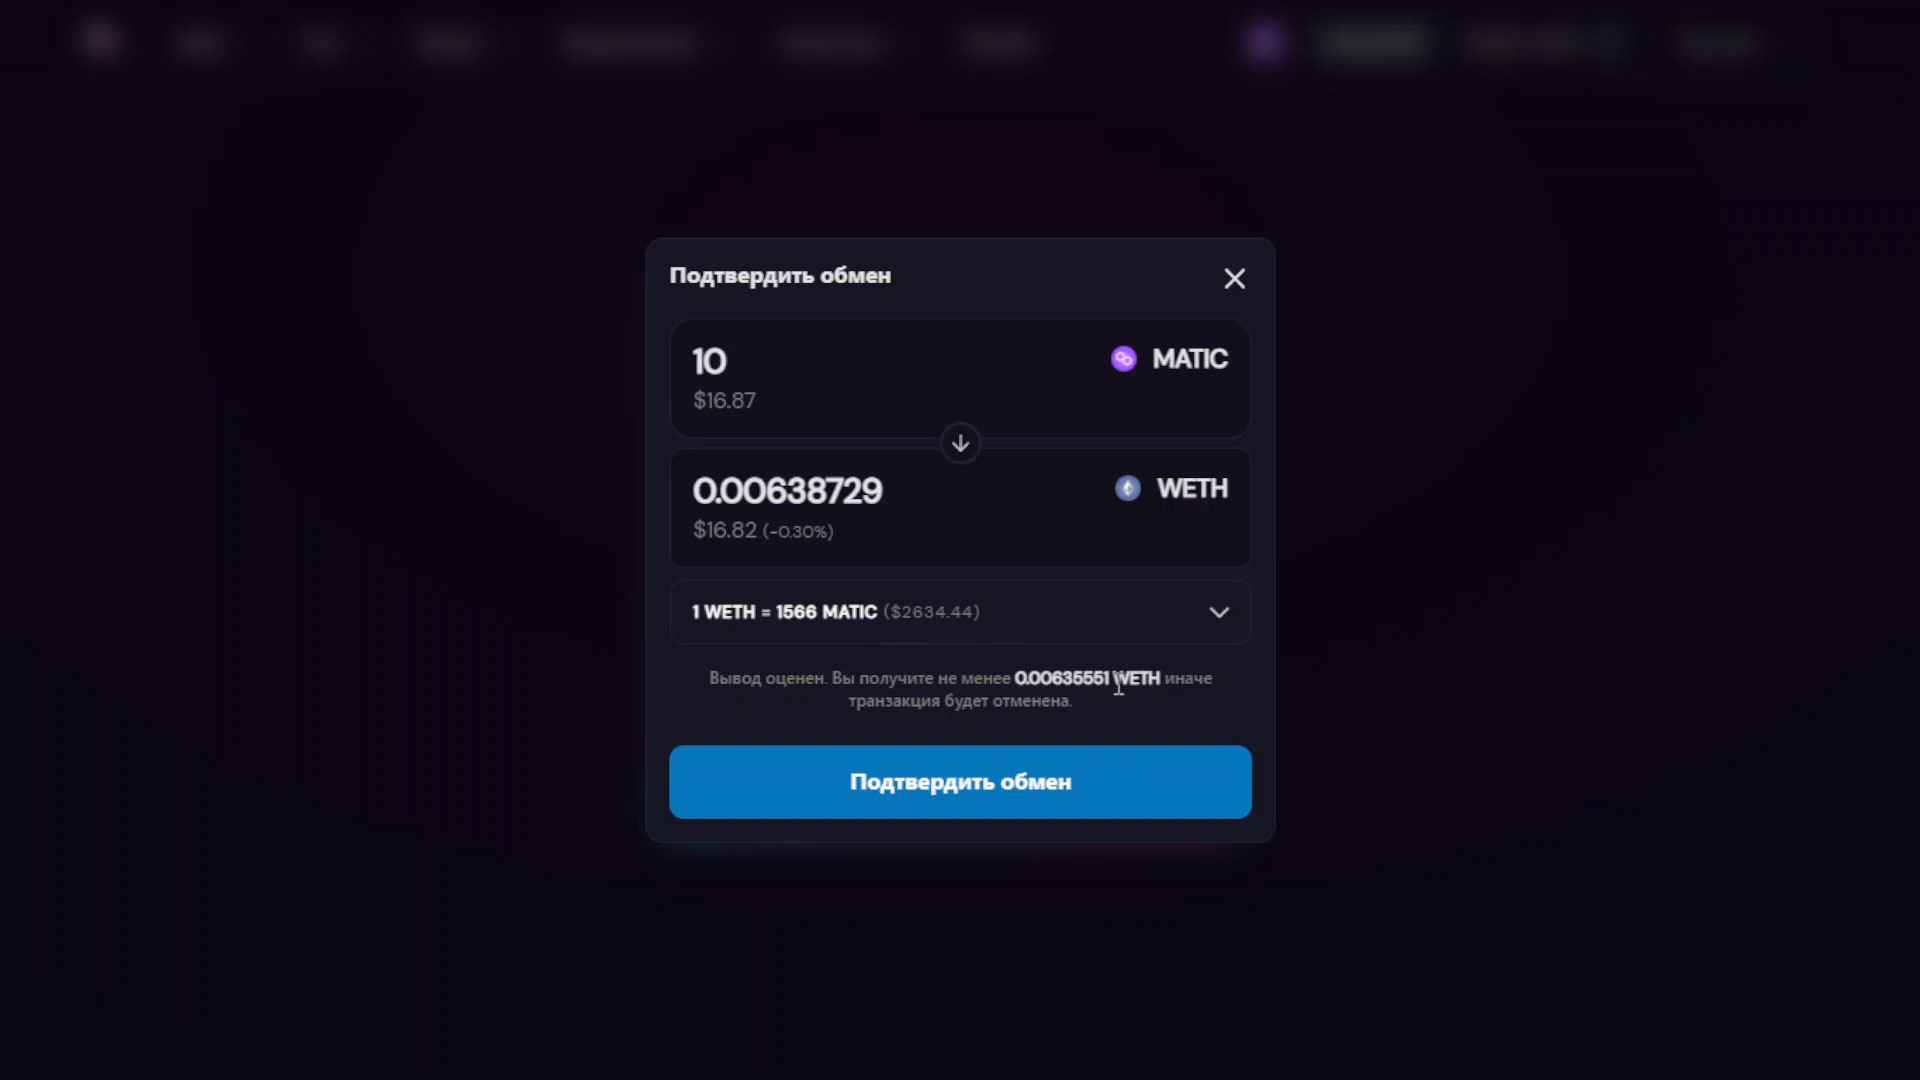 Подтвердить обмен
10
MATIC
$16.87
0.00638729
WETH
$16.82 (-0.30%)
1 WETH = 1566 MATIC ($2634.44)
Вывод оценен. Вы получите не менее 0.00635551 WETH иначе
транзакция будет отменена.
Подтвердить обмен